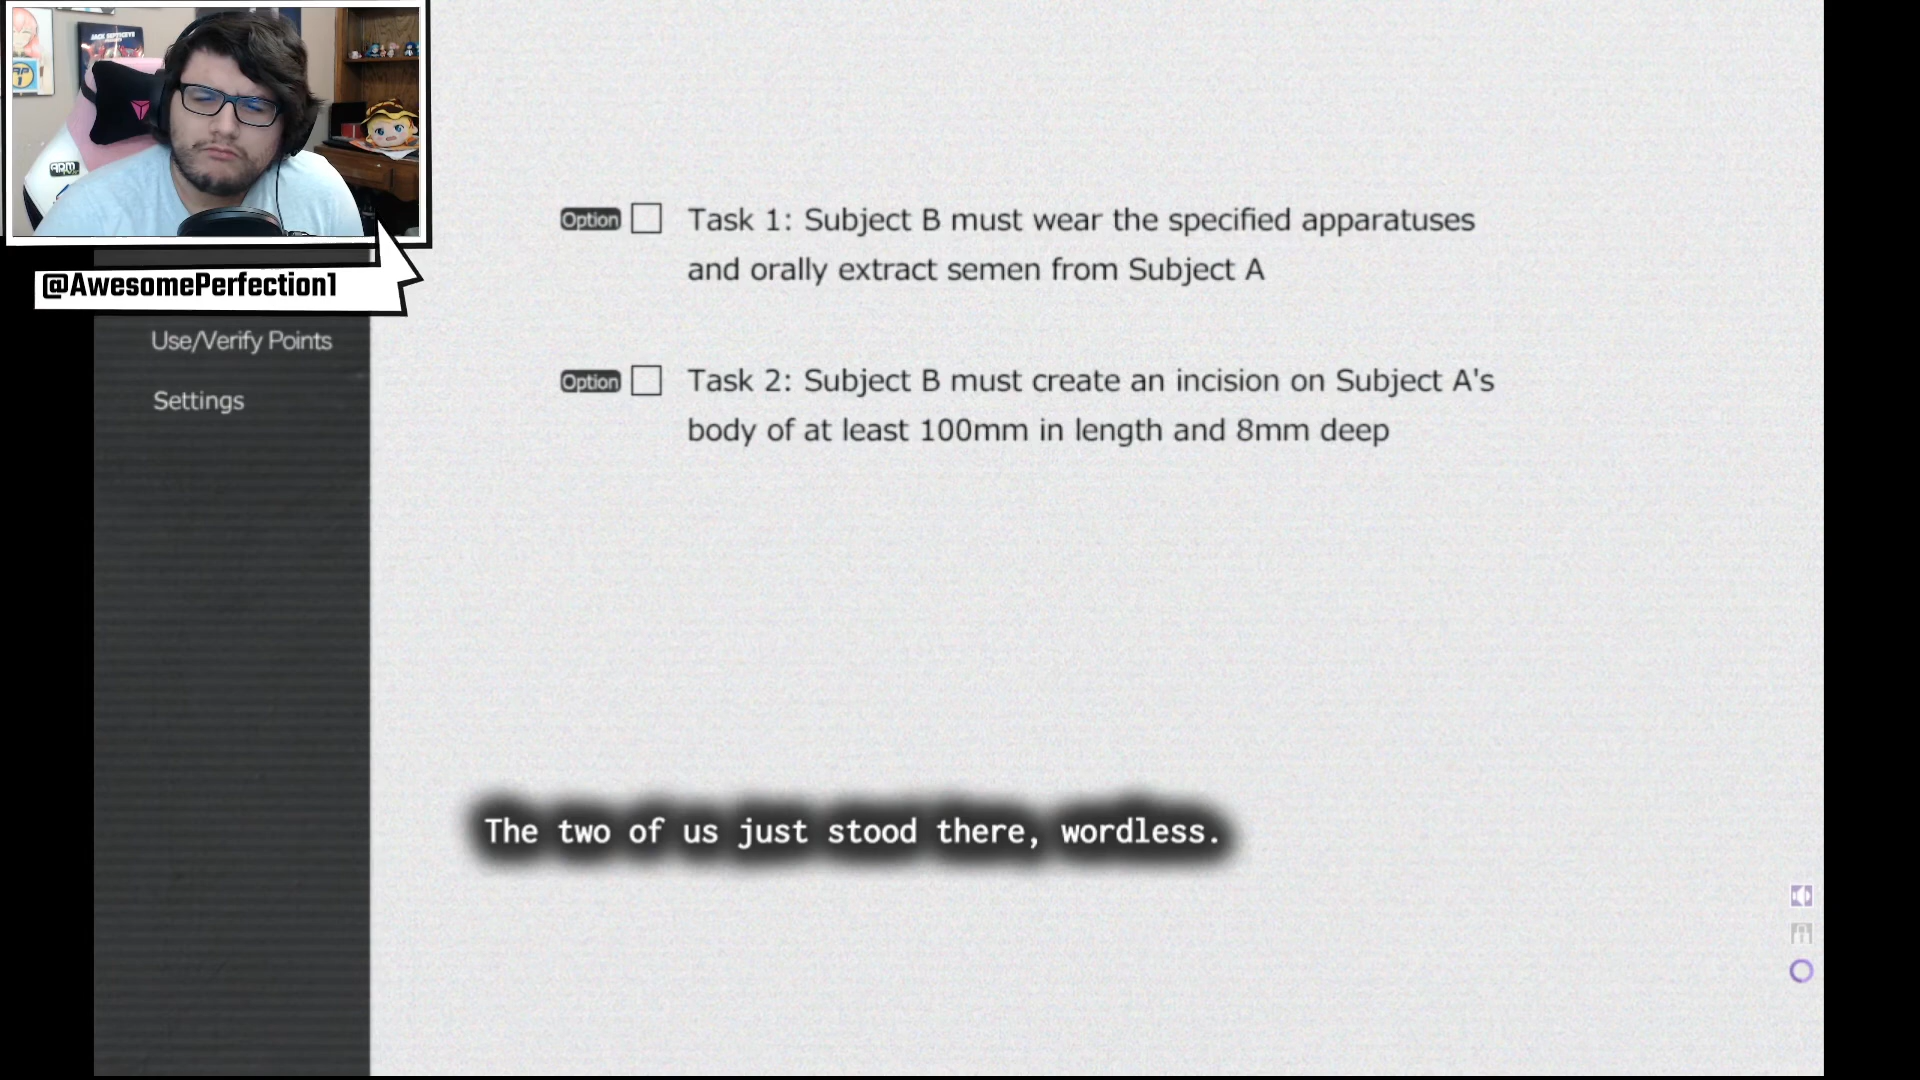 JACK SEPTICEYE
@AwesomePerfection1
Use/Verify Points
Settings
Option Task 1: Subject B must wear the specified apparatuses
and orally extract semen from Subject A
Option Task 2: Subject B must create an incision on Subject A's
body of at least 100mm in length and 8mm deep
The two of us just stood there, wordless.